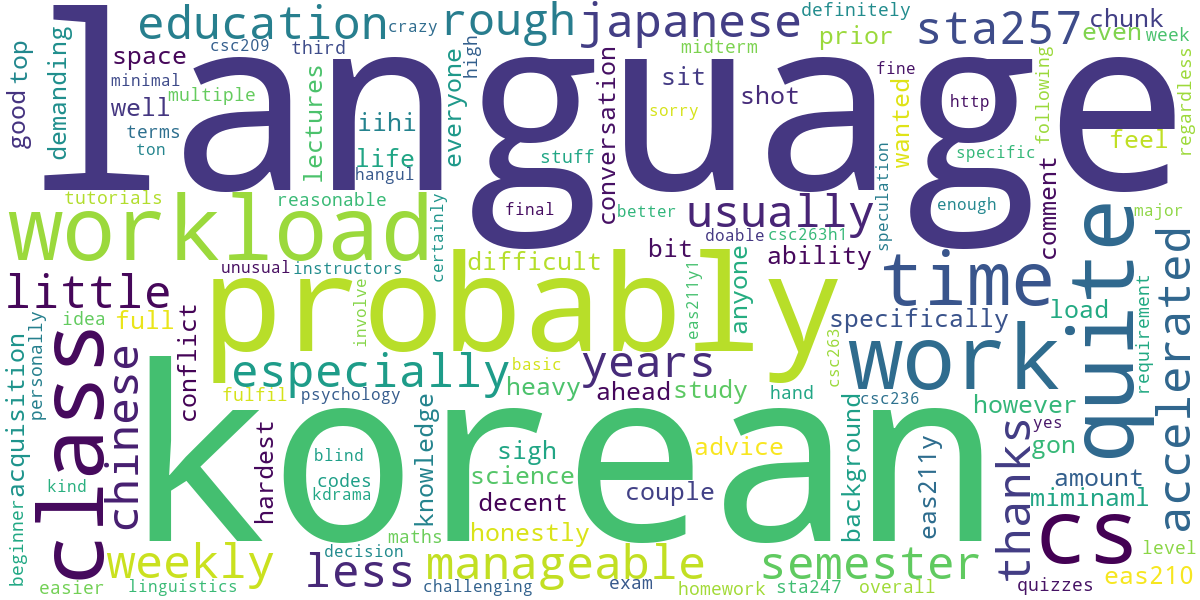 language
korean
probably
class
quite
workload
work
cs
time
education
rough
japanese
sta257
definitely
crazy
prior
chunk
even
week
good
top
demanding
space
csc209
third
minimal
multiple
well
terms
ton
lectures
iihi
life
hangul
everyone
high
conversation
midterm
sit
shot
sorry
stuff
fine
wanted
http
following
regardless
feel
specific
speculation
enough
comment
major
tutorials
reasonable
final
better
usually
doable
csc263h1
certainly
unusual
instructors
difficult
bit
ability
little
idea
full
conflict
involve
eas211y1
anyone
specifically
load
requirement
accelerated
personally
acquisition
beginner
chinese
especially
fulfil
psychology
basic
heavy
years
ahead
study
hand
csc263
csc236
however
yes
gon
thanks
hardest
blind
codes
kdrama
knowledge
sigh
science
decent
advice
couple
background
eas211y
amount
miminaml
kind
maths
honestly
weekly
less
decision
manageable
semester
level
easier
linguistics
challenging
exam
homework
sta247
overall
quizzes
eas210